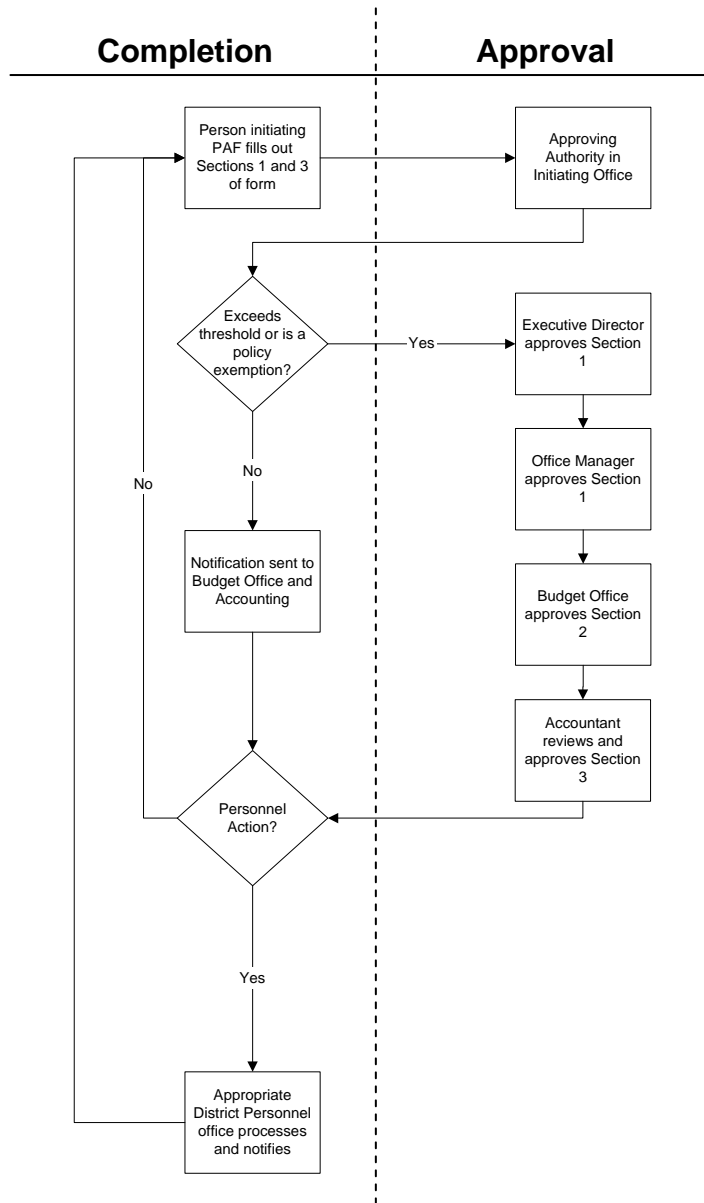 Completion
Approval
Person initiating
PAF fills out
Sections 1 and 3
of form
Approving
Authority in
Initiating Office
Exceeds
threshold or is a
policy
exemption?
Yes
Executive Director
approves Section
1
No
No
Office Manager
approves Section
1
Notification sent to
Budget Office and
Accounting
Budget Office
approves Section
2
Accountant
reviews and
approves Section
3
Personnel
Action?
Yes
Appropriate
District Personnel
office processes
and notifies